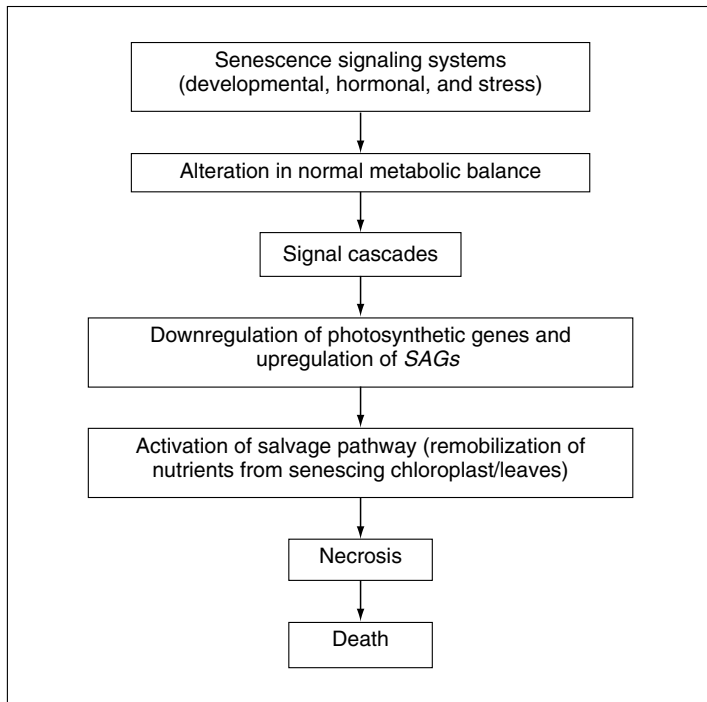 Senescence signaling systems
(developmental, hormonal, and stress)
Alteration in normal metabolic balance
Signal cascades
Downregulation of photosynthetic genes and
upregulation of SAGs
Activation of salvage pathway (remobilization of
nutrients from senescing chloroplast/leaves)
Necrosis
Death